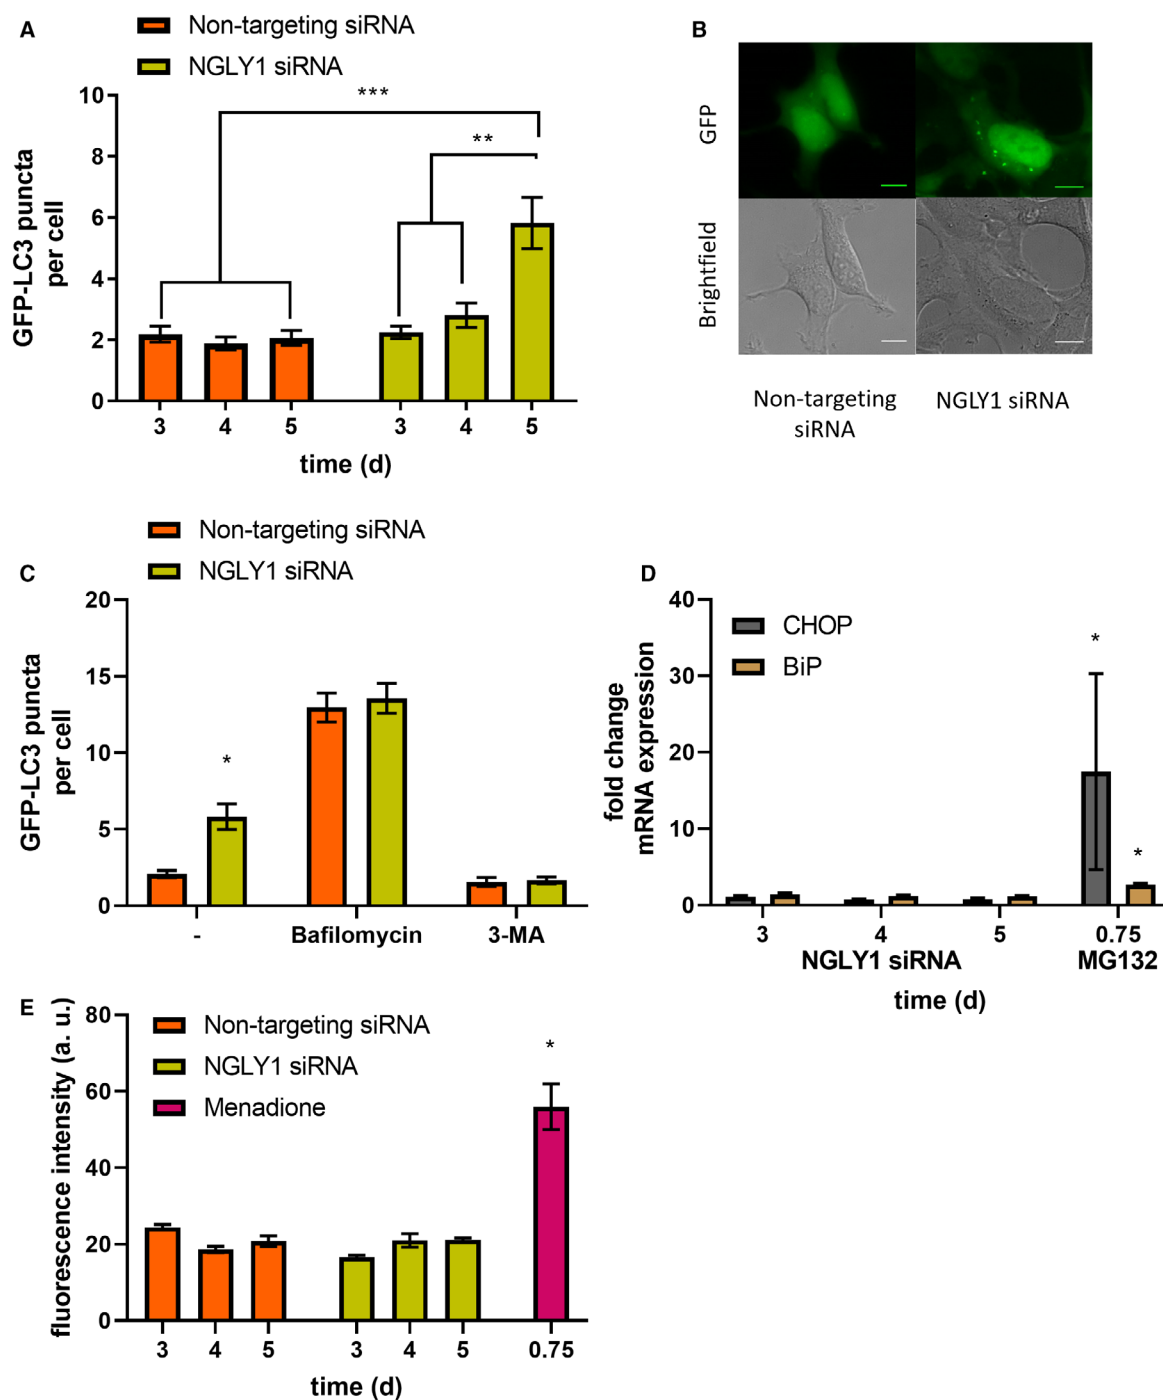 A
Non-targeting siRNA
NGLY1 siRNA
GFP-LC3 puncta
per cell
10
8
6
4
2
0
***
**
3 4 5 3 4 5
time (d)
B
GFP
Brightfield
Non-targeting
siRNA
NGLY1 siRNA
C
Non-targeting siRNA
NGLY1 siRNA
GFP-LC3 puncta
per cell
20
15
10
5
0
*
- Bafilomycin 3-MA
D
CHOP
BiP
fold change
mRNA expression
40
30
20
10
0
*
*
3 4 5 0.75
NGLY1 siRNA MG132
time (d)
E
Non-targeting siRNA
NGLY1 siRNA
Menadione
fluorescence intensity (a. u.)
80
60
40
20
0
*
3 4 5 3 4 5 0.75
time (d)